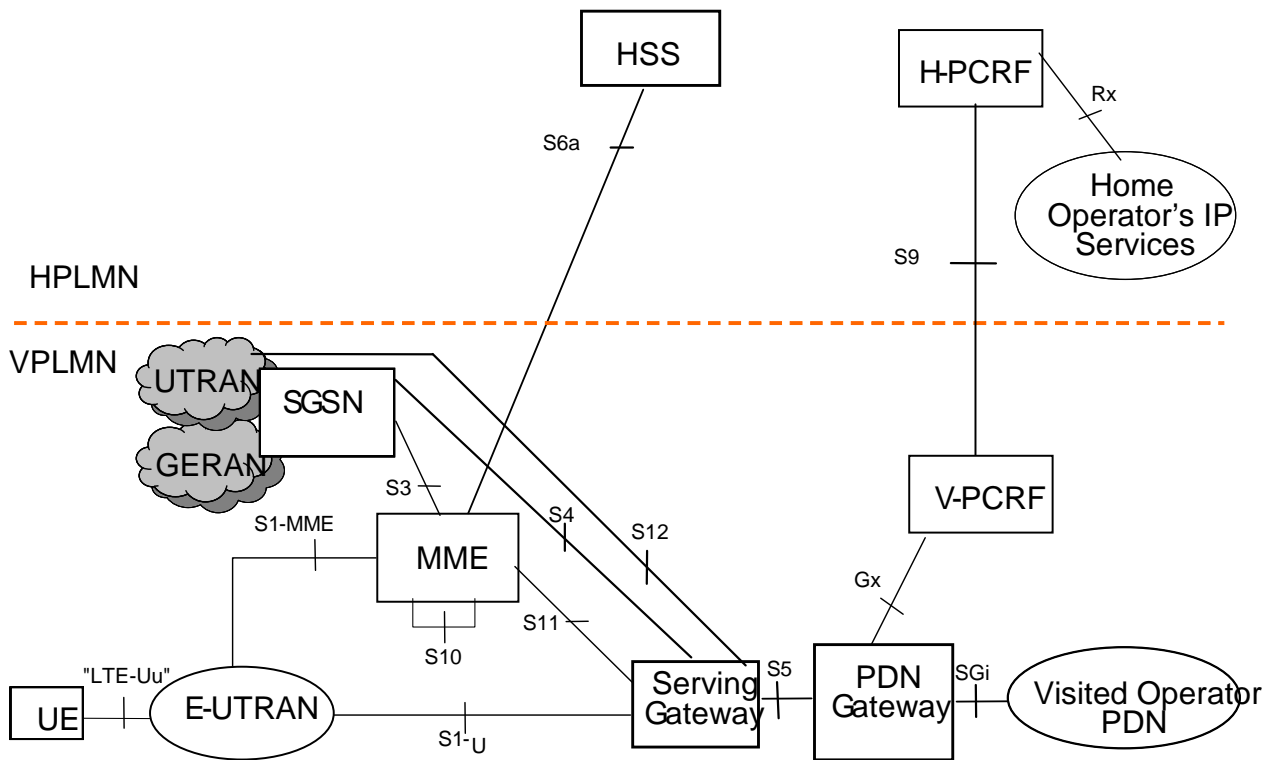 HSS
H-PCRF
Rx
S6a
Home
Operator's IP
Services
S9
HPLMN
VPLMN
UTRAN
SGSN
GERAN
S3
V-PCRF
S1-MME
S4
S12
MME
Gx
S11
S10
"LTE-Uu"
S5
SGi
UE
E-UTRAN
Serving
Gateway
PDN
Gateway
Visited Operator
PDN
S1-U